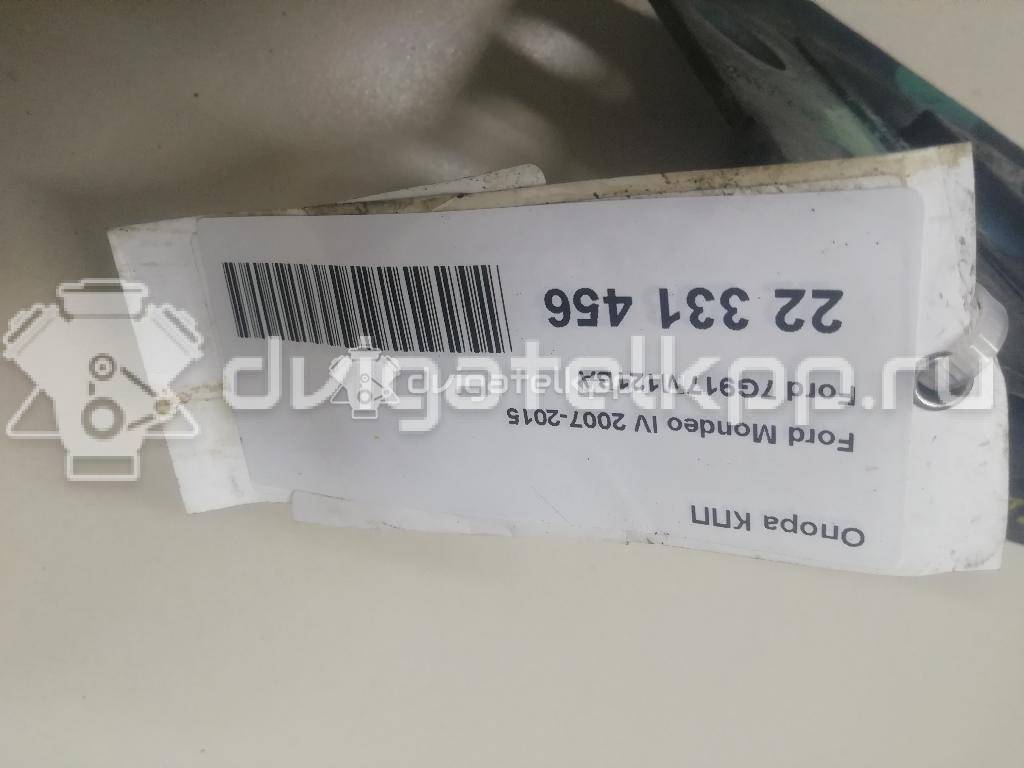 Опора КПП
Ford Mondeo IV 2007-2015
22 331 456
dvigatelkpp.ru